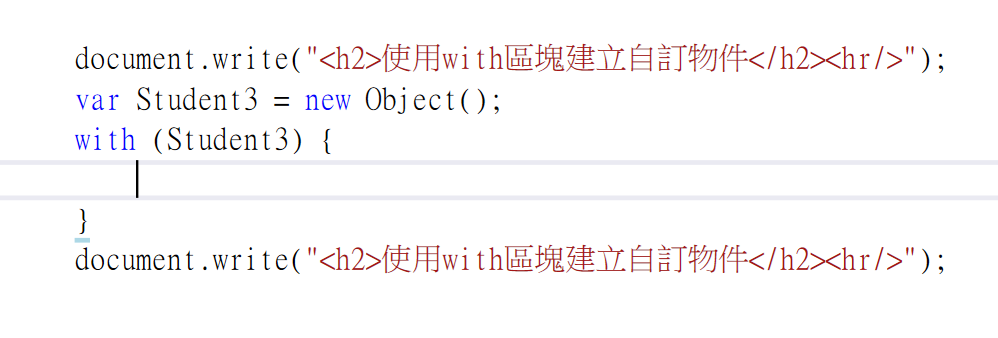 document.write("<h2>使用with區塊建立自訂物件</h2><hr/>");
var Student3 = new Object();
with (Student3) {
}
document.write("<h2>使用with區塊建立自訂物件</h2><hr/>");